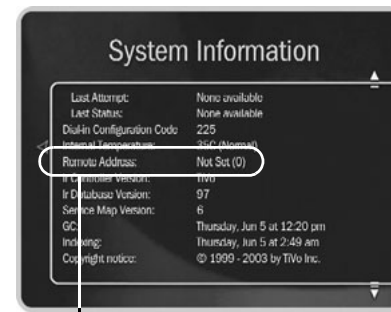 System Information
Last Attempt: None available
Last Status: None available
Dial-in Configuration Code 225
Internal Temperature: 35C (Normal)
Remote Address: Not Set (0)
Ir Controller Version: TiVo
Ir Database Version: 97
Service Map Version: 6
GC: Thursday, Jun 5 at 12:20 pm
Indexing: Thursday, Jun 5 at 2:49 am
Copyright notice: © 1999 - 2003 by TiVo Inc.